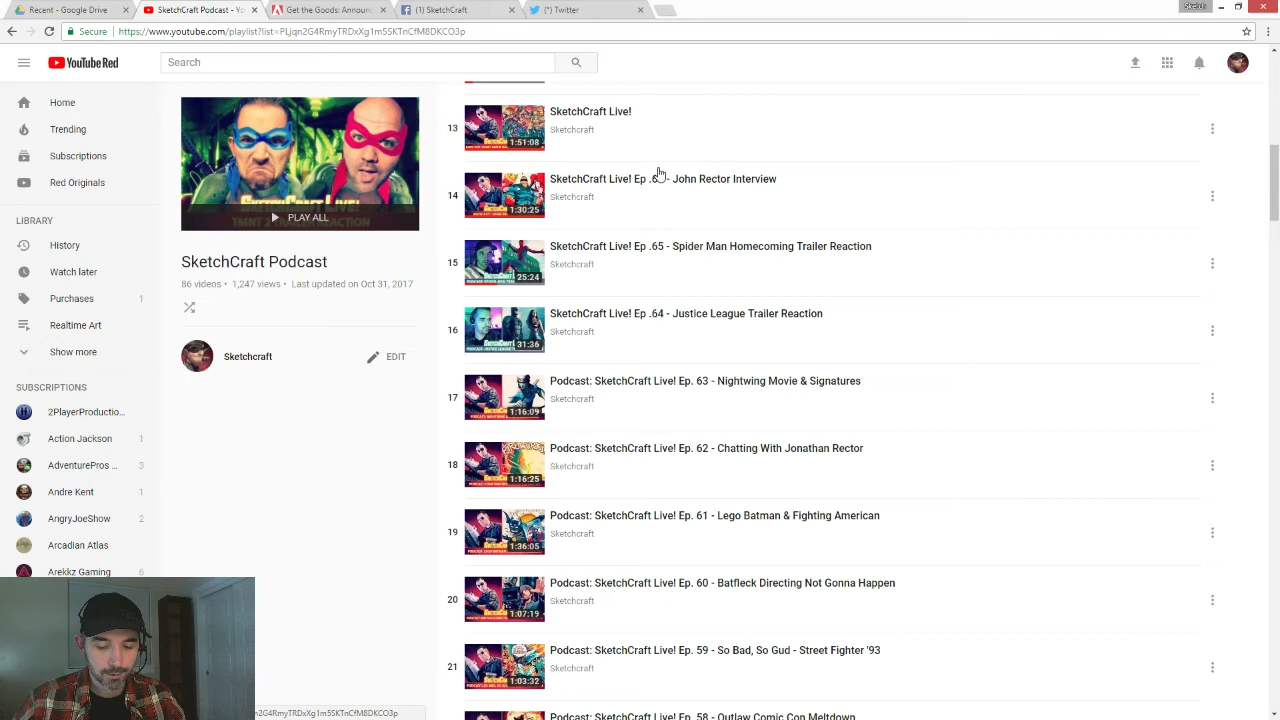 Recent - Google Drive
SketchCraft Podcast - Yo
Get the Goods: Announc
(1) SketchCraft
(*) Twitter
Sketch
Secure
https://www.youtube.com/playlist?list=PLjqn2G4RmyTRDxXg1m5SKTnCfM8DKCO3p
YouTube Red
Search
Home
Trending
Subscriptions
Red Originals
LIBRARY
History
Watch later
Purchases 1
Realtime Art
Show more
SUBSCRIPTIONS
2PlayerProductio...
Action Jackson 1
AdventurePros ... 3
Andre Kent 1
AngryJoeShow 2
Arcadian Atlas
Arekkz Gaming 6
SKETCHCRAFT LIVE!
TMNT 2 TRAILER REACTION
PLAY ALL
SketchCraft Podcast
86 videos • 1,247 views • Last updated on Oct 31, 2017
Sketchcraft
EDIT
13
1:51:08
SketchCraft Live!
Sketchcraft
14
1:30:25
SketchCraft Live! Ep .6 - John Rector Interview
Sketchcraft
15
25:24
SketchCraft Live! Ep .65 - Spider Man Homecoming Trailer Reaction
Sketchcraft
16
31:36
SketchCraft Live! Ep .64 - Justice League Trailer Reaction
Sketchcraft
17
1:16:09
Podcast: SketchCraft Live! Ep. 63 - Nightwing Movie & Signatures
Sketchcraft
18
1:16:25
Podcast: SketchCraft Live! Ep. 62 - Chatting With Jonathan Rector
Sketchcraft
19
1:36:05
Podcast: SketchCraft Live! Ep. 61 - Lego Batman & Fighting American
Sketchcraft
20
1:07:19
Podcast: SketchCraft Live! Ep. 60 - Batfleck Directing Not Gonna Happen
Sketchcraft
21
1:03:32
Podcast: SketchCraft Live! Ep. 59 - So Bad, So Gud - Street Fighter '93
Sketchcraft
Podcast: SketchCraft Live! Ep. 58 - Outlaw Comic Con Meltdown